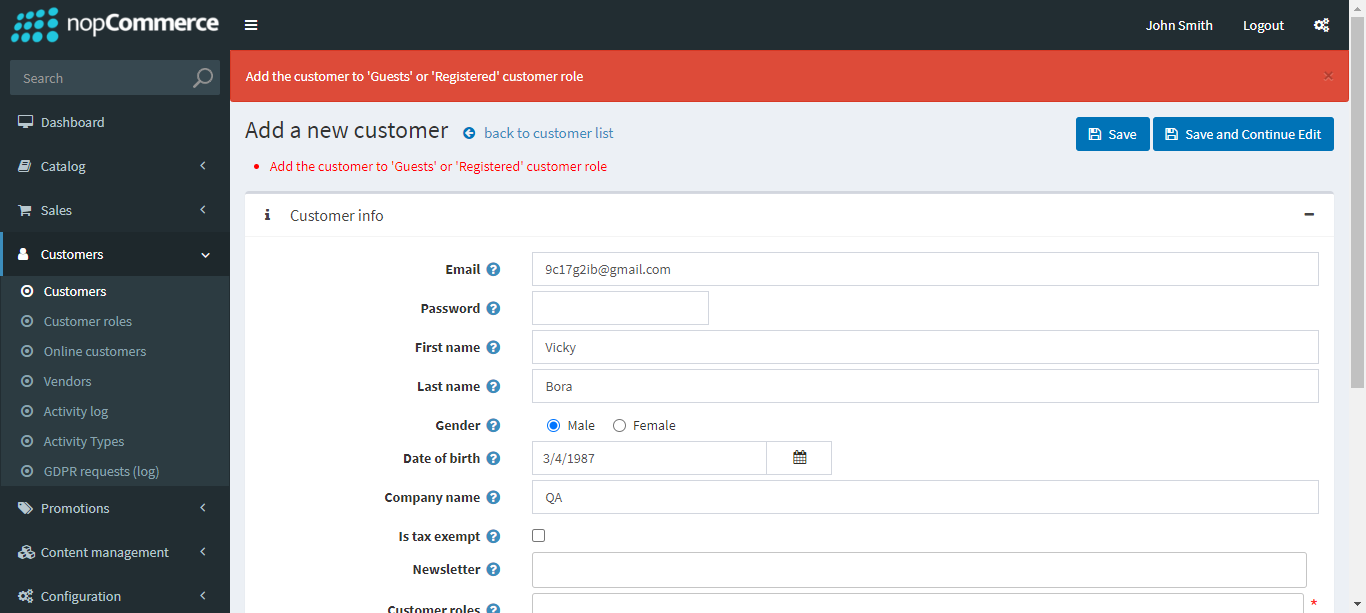 nopCommerce
John Smith
Logout
Search
Add the customer to 'Guests' or 'Registered' customer role
×
Dashboard
Add a new customer
back to customer list
Save
Save and Continue Edit
Catalog
Add the customer to 'Guests' or 'Registered' customer role
Sales
Customer info
Customers
Email
9c17g2ib@gmail.com
Customers
Password
Customer roles
First name
Vicky
Online customers
Vendors
Last name
Bora
Activity log
Gender
Male
Female
Activity Types
Date of birth
3/4/1987
GDPR requests (log)
Company name
QA
Promotions
Is tax exempt
Content management
Newsletter
Configuration
Customer roles
*